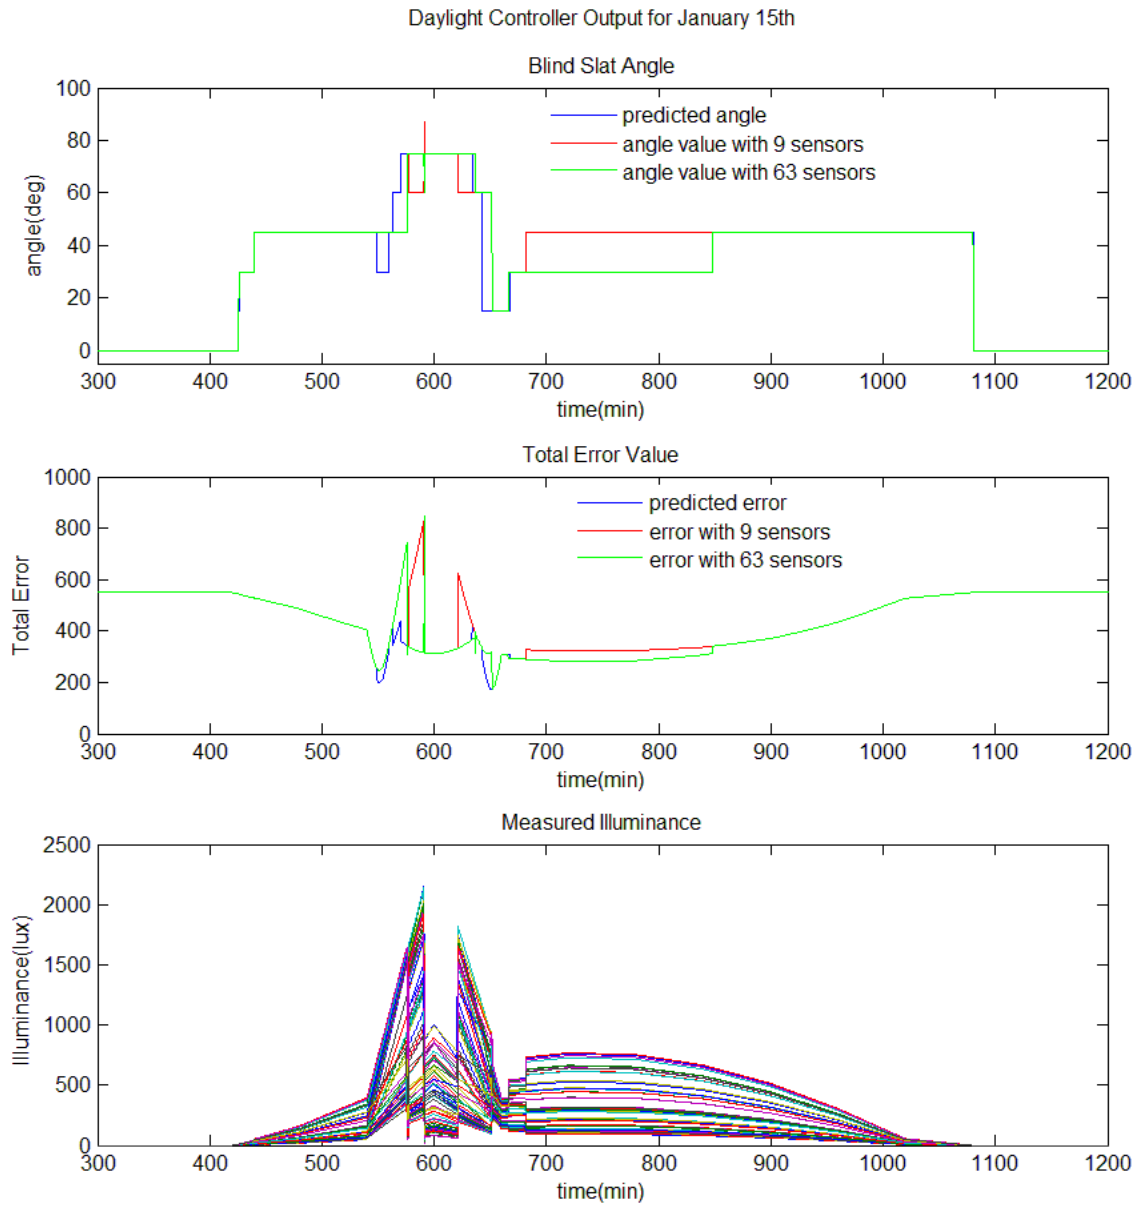 Daylight Controller Output for January 15th
Blind Slat Angle
100
80
60
40
20
0
angle(deg)
predicted angle
angle value with 9 sensors
angle value with 63 sensors
300 400 500 600 700 800 900 1000 1100 1200
time(min)
Total Error Value
1000
800
600
400
200
0
Total Error
predicted error
error with 9 sensors
error with 63 sensors
300 400 500 600 700 800 900 1000 1100 1200
time(min)
Measured Illuminance
2500
2000
1500
1000
500
0
Illuminance(lux)
300 400 500 600 700 800 900 1000 1100 1200
time(min)